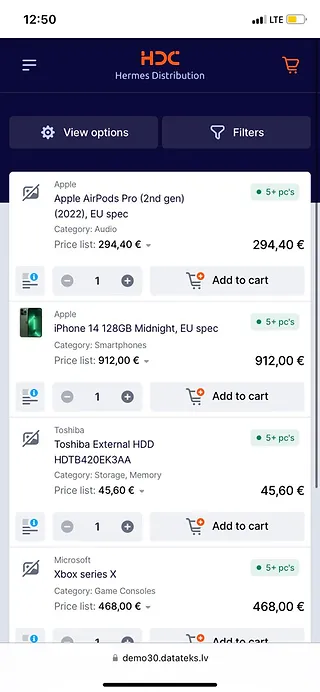 12:50
LTE
HDC
Hermes Distribution
View options
Filters
Apple
5+ pc's
Apple AirPods Pro (2nd gen)
(2022), EU spec
Category: Audio
Price list: 294,40 €
294,40 €
1
Add to cart
Apple
5+ pc's
iPhone 14 128GB Midnight, EU spec
Category: Smartphones
Price list: 912,00 €
912,00 €
1
Add to cart
Toshiba
5+ pc's
Toshiba External HDD
HDTB420EK3AA
Category: Storage, Memory
Price list: 45,60 €
45,60 €
1
Add to cart
Microsoft
5+ pc's
Xbox series X
Category: Game Consoles
Price list: 468,00 €
468,00 €
1
Add to cart
demo30.datateks.lv